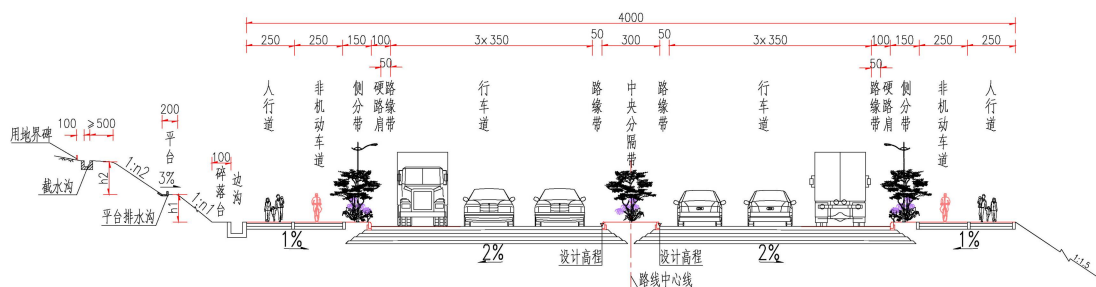 4000
250 250 150 100 3×350 50 300 50 3×350 100 150 250 250
50 50
人行道
非机动车道
侧分带
硬路肩
路缘带
行车道
路缘带
中央分隔带
路缘带
行车道
路缘带
硬路肩
侧分带
非机动车道
人行道
200
平台
100 ≥500
用地界碑
截水沟
h2
1:n2
3%
平台排水沟
h1
1:n1
100
碎落台
边沟
1% 2% 2% 1%
设计高程 设计高程
路线中心线
1:1.5